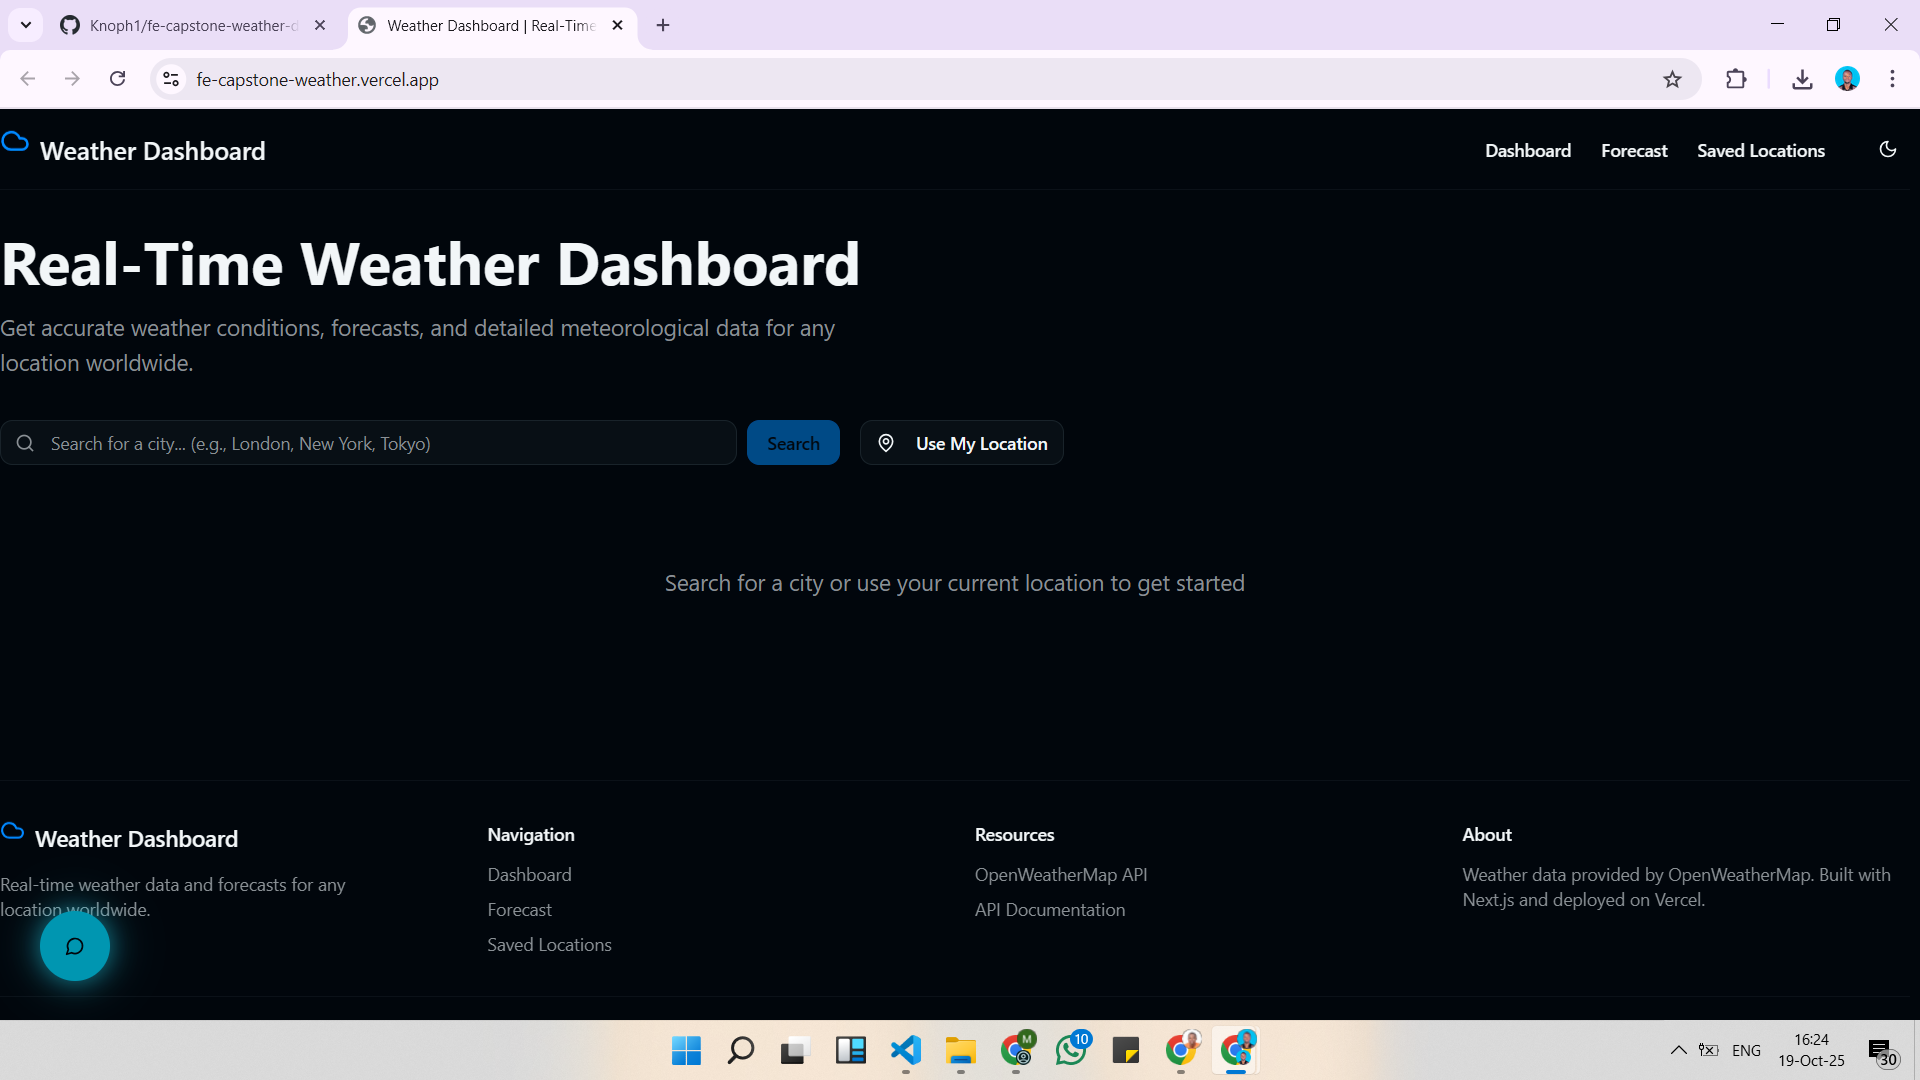 Knoph1/fe-capstone-weather-d
Weather Dashboard | Real-Time
fe-capstone-weather.vercel.app
Weather Dashboard
Dashboard
Forecast
Saved Locations
Real-Time Weather Dashboard
Get accurate weather conditions, forecasts, and detailed meteorological data for any
location worldwide.
Search for a city... (e.g., London, New York, Tokyo)
Search
Use My Location
Search for a city or use your current location to get started
Weather Dashboard
Real-time weather data and forecasts for any
location worldwide.
Navigation
Dashboard
Forecast
Saved Locations
Resources
OpenWeatherMap API
API Documentation
About
Weather data provided by OpenWeatherMap. Built with
Next.js and deployed on Vercel.
M
10
ENG
16:24
19-Oct-25
30